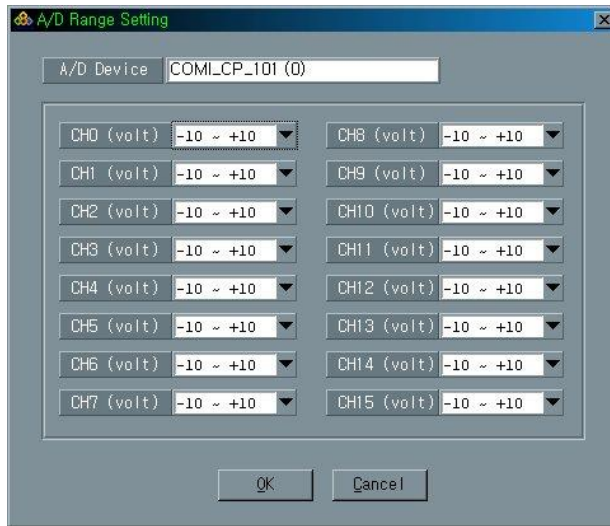 A/D Range Setting
A/D Device COMI_CP_101 (0)
CH0 (volt) -10 ~ +10
CH1 (volt) -10 ~ +10
CH2 (volt) -10 ~ +10
CH3 (volt) -10 ~ +10
CH4 (volt) -10 ~ +10
CH5 (volt) -10 ~ +10
CH6 (volt) -10 ~ +10
CH7 (volt) -10 ~ +10
CH8 (volt) -10 ~ +10
CH9 (volt) -10 ~ +10
CH10 (volt) -10 ~ +10
CH11 (volt) -10 ~ +10
CH12 (volt) -10 ~ +10
CH13 (volt) -10 ~ +10
CH14 (volt) -10 ~ +10
CH15 (volt) -10 ~ +10
OK
Cancel